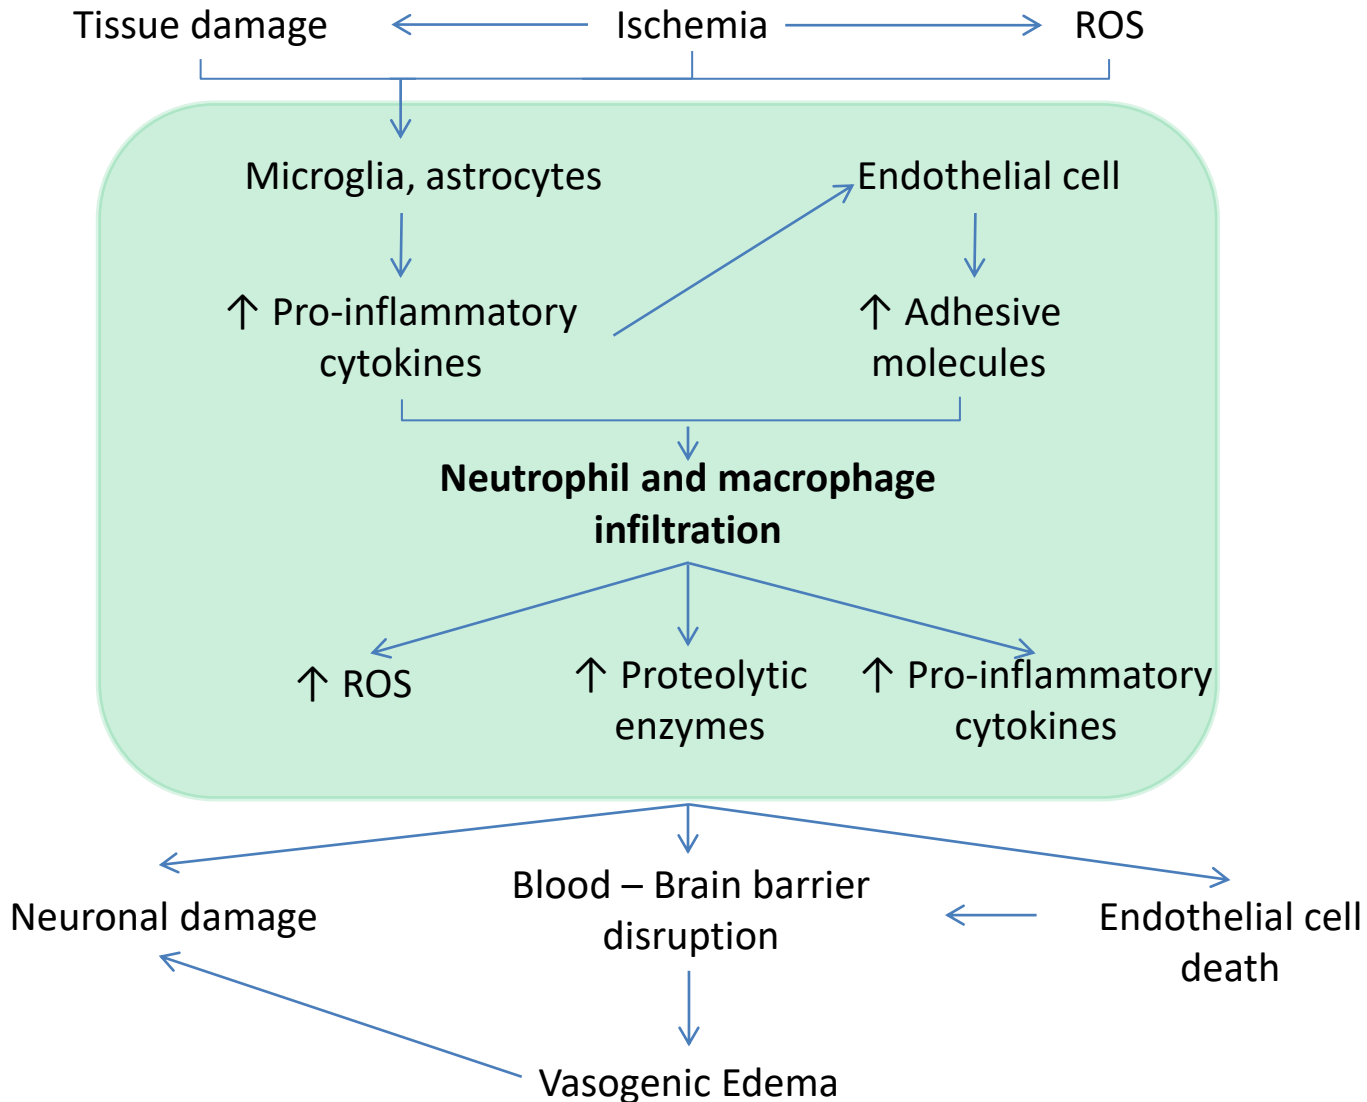 Tissue damage
Ischemia
ROS
Microglia, astrocytes
Endothelial cell
↑ Pro-inflammatory
cytokines
↑ Adhesive
molecules
Neutrophil and macrophage
infiltration
↑ ROS
↑ Proteolytic
enzymes
↑ Pro-inflammatory
cytokines
Neuronal damage
Blood – Brain barrier
disruption
Endothelial cell
death
Vasogenic Edema